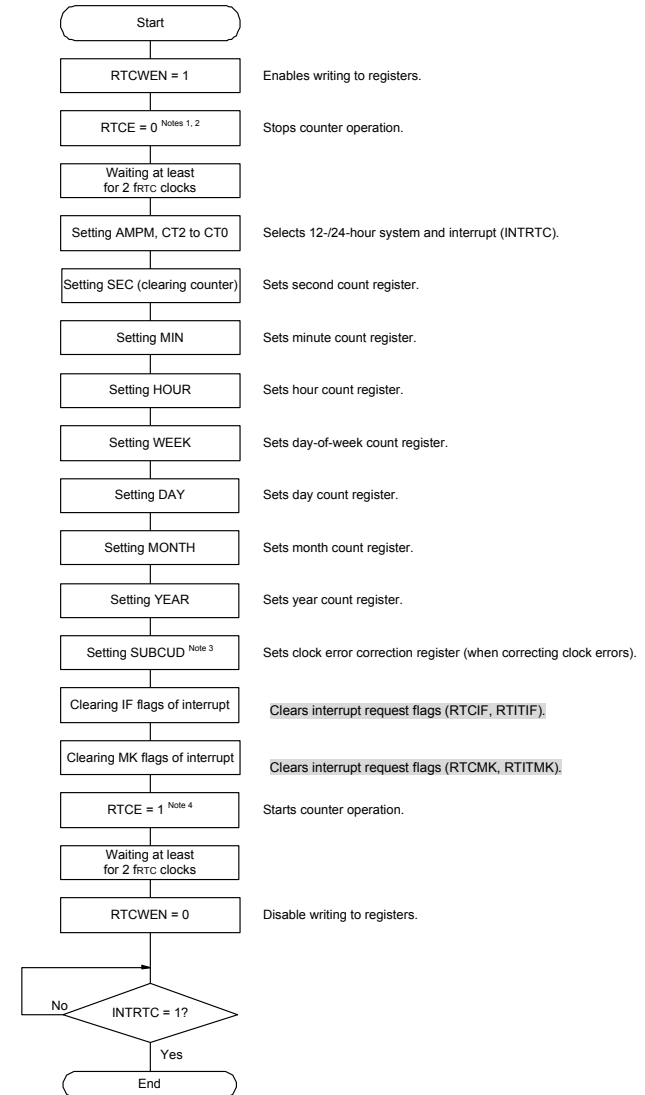 Start
RTCWEN = 1 Enables writing to registers.
RTCE = 0 Notes 1, 2 Stops counter operation.
Waiting at least
for 2 fRTC clocks
Setting AMPM, CT2 to CT0 Selects 12-/24-hour system and interrupt (INTRTC).
Setting SEC (clearing counter) Sets second count register.
Setting MIN Sets minute count register.
Setting HOUR Sets hour count register.
Setting WEEK Sets day-of-week count register.
Setting DAY Sets day count register.
Setting MONTH Sets month count register.
Setting YEAR Sets year count register.
Setting SUBCUD Note 3 Sets clock error correction register (when correcting clock errors).
Clearing IF flags of interrupt Clears interrupt request flags (RTCIF, RTITIF).
Clearing MK flags of interrupt Clears interrupt request flags (RTCMK, RTITMK).
RTCE = 1 Note 4 Starts counter operation.
Waiting at least
for 2 fRTC clocks
RTCWEN = 0 Disable writing to registers.
No INTRTC = 1?
Yes
End